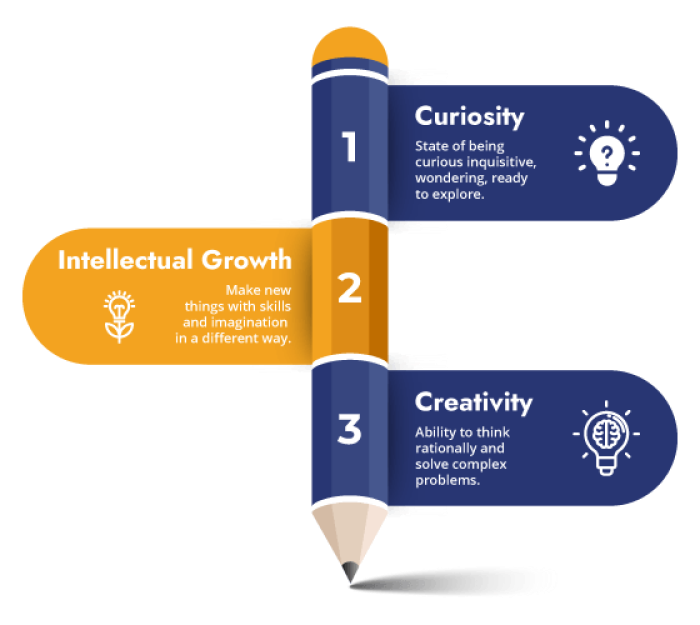 1
Curiosity
State of being
curious inquisitive,
wondering, ready
to explore.
?
Intellectual Growth
Make new
things with skills
and imagination
in a different way.
2
3
Creativity
Ability to think
rationally and
solve complex
problems.